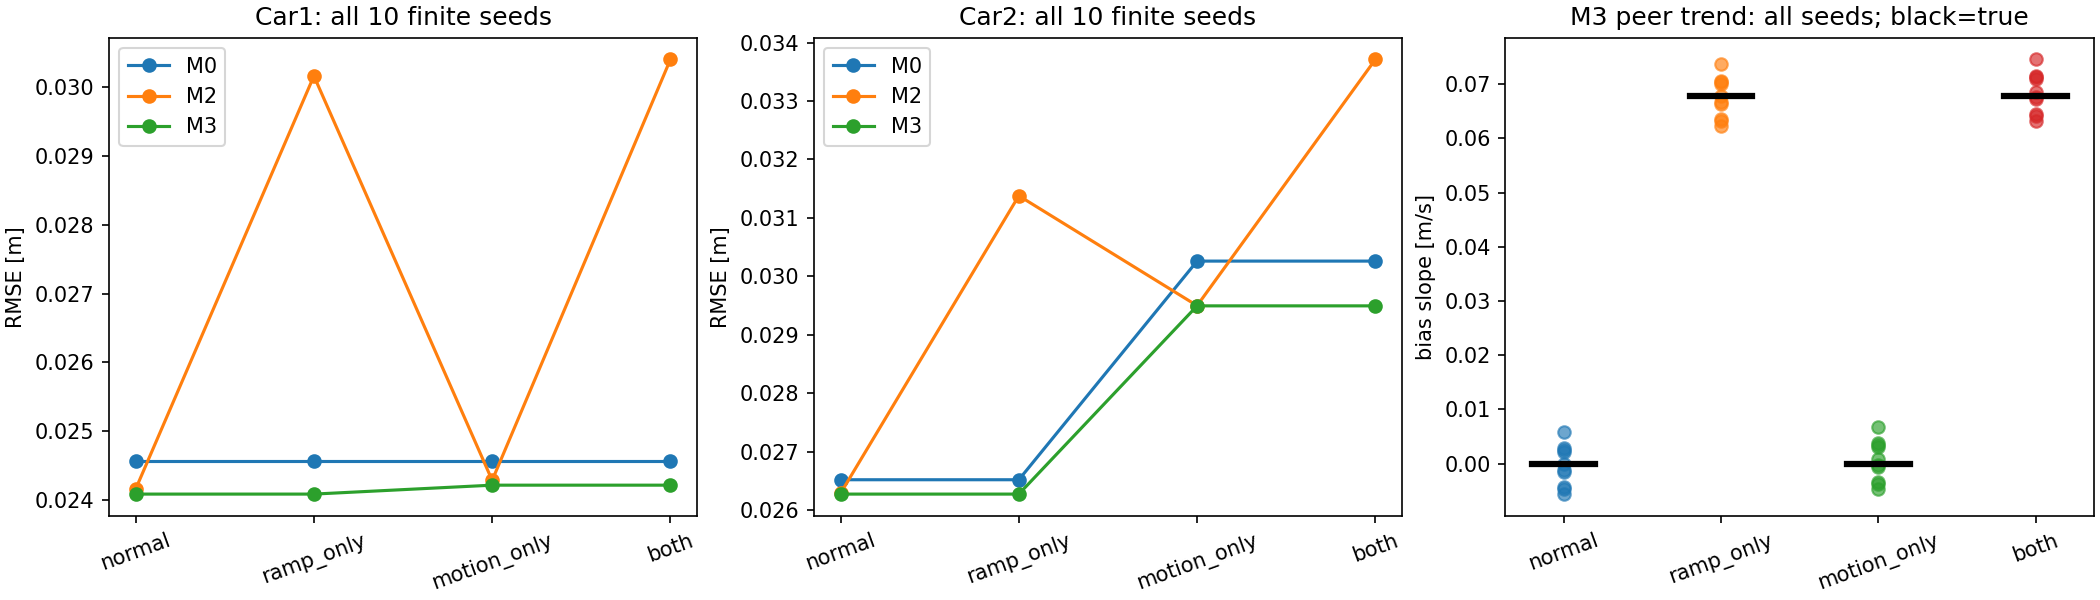 Car1: all 10 finite seeds
RMSE [m]
0.030
0.029
0.028
0.027
0.026
0.025
0.024
M0
M2
M3
normal
ramp_only
motion_only
both
Car2: all 10 finite seeds
RMSE [m]
0.034
0.033
0.032
0.031
0.030
0.029
0.028
0.027
0.026
M0
M2
M3
normal
ramp_only
motion_only
both
M3 peer trend: all seeds; black=true
bias slope [m/s]
0.07
0.06
0.05
0.04
0.03
0.02
0.01
0.00
normal
ramp_only
motion_only
both